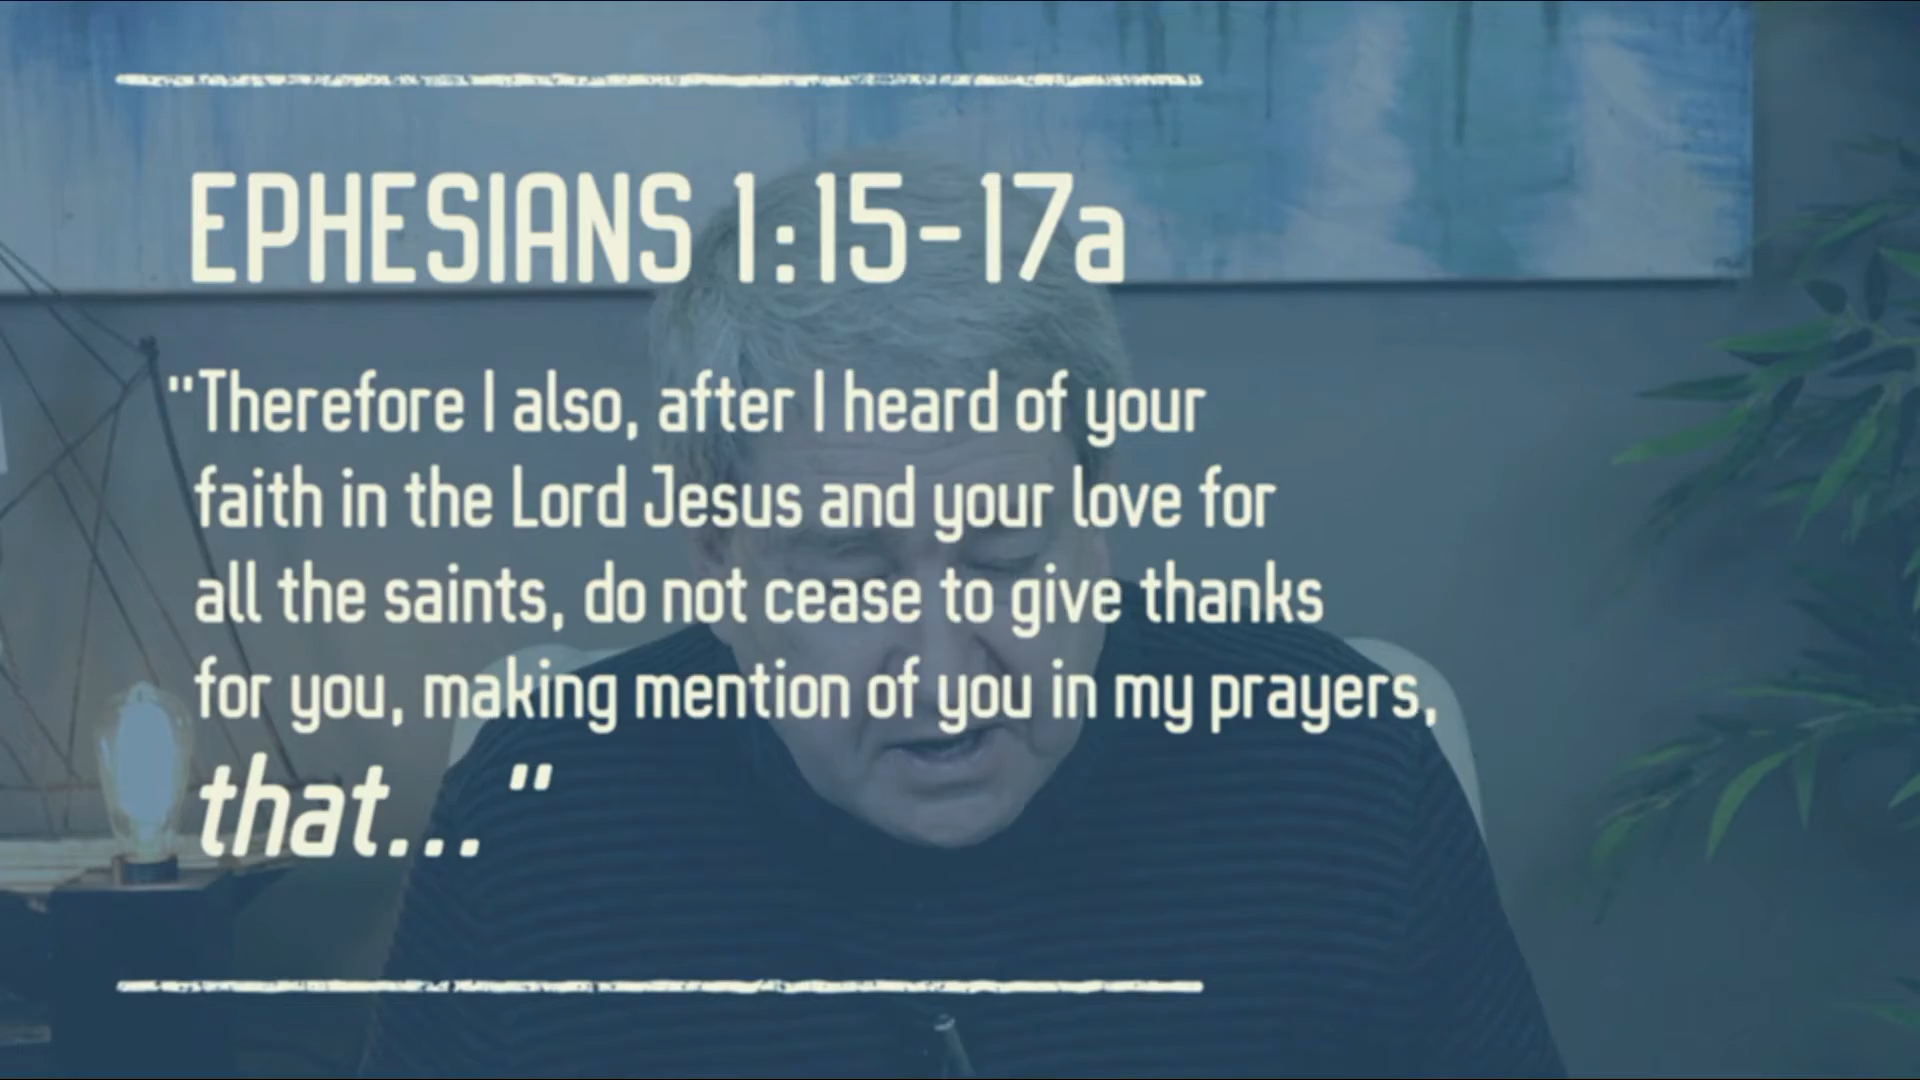 EPHESIANS 1:15-17a
"Therefore I also, after I heard of your
faith in the Lord Jesus and your love for
all the saints, do not cease to give thanks
for you, making mention of you in my prayers,
that..."